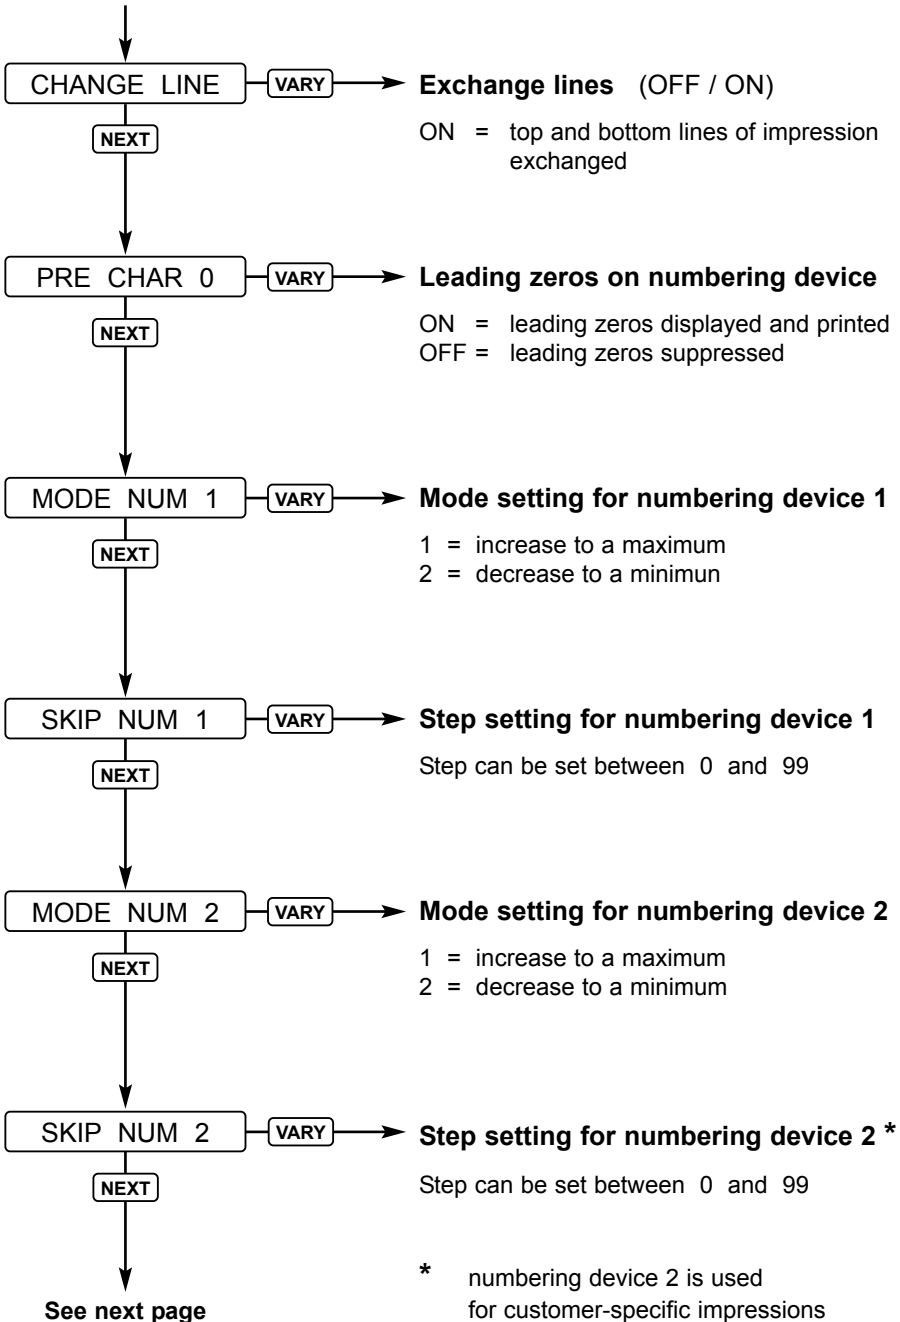 CHANGE LINE
VARY
Exchange lines (OFF / ON)
NEXT
ON = top and bottom lines of impression
exchanged
PRE CHAR 0
VARY
Leading zeros on numbering device
NEXT
ON = leading zeros displayed and printed
OFF = leading zeros suppressed
MODE NUM 1
VARY
Mode setting for numbering device 1
NEXT
1 = increase to a maximum
2 = decrease to a minimun
SKIP NUM 1
VARY
Step setting for numbering device 1
NEXT
Step can be set between 0 and 99
MODE NUM 2
VARY
Mode setting for numbering device 2
NEXT
1 = increase to a maximum
2 = decrease to a minimum
SKIP NUM 2
VARY
Step setting for numbering device 2 *
NEXT
Step can be set between 0 and 99
* numbering device 2 is used
for customer-specific impressions
See next page